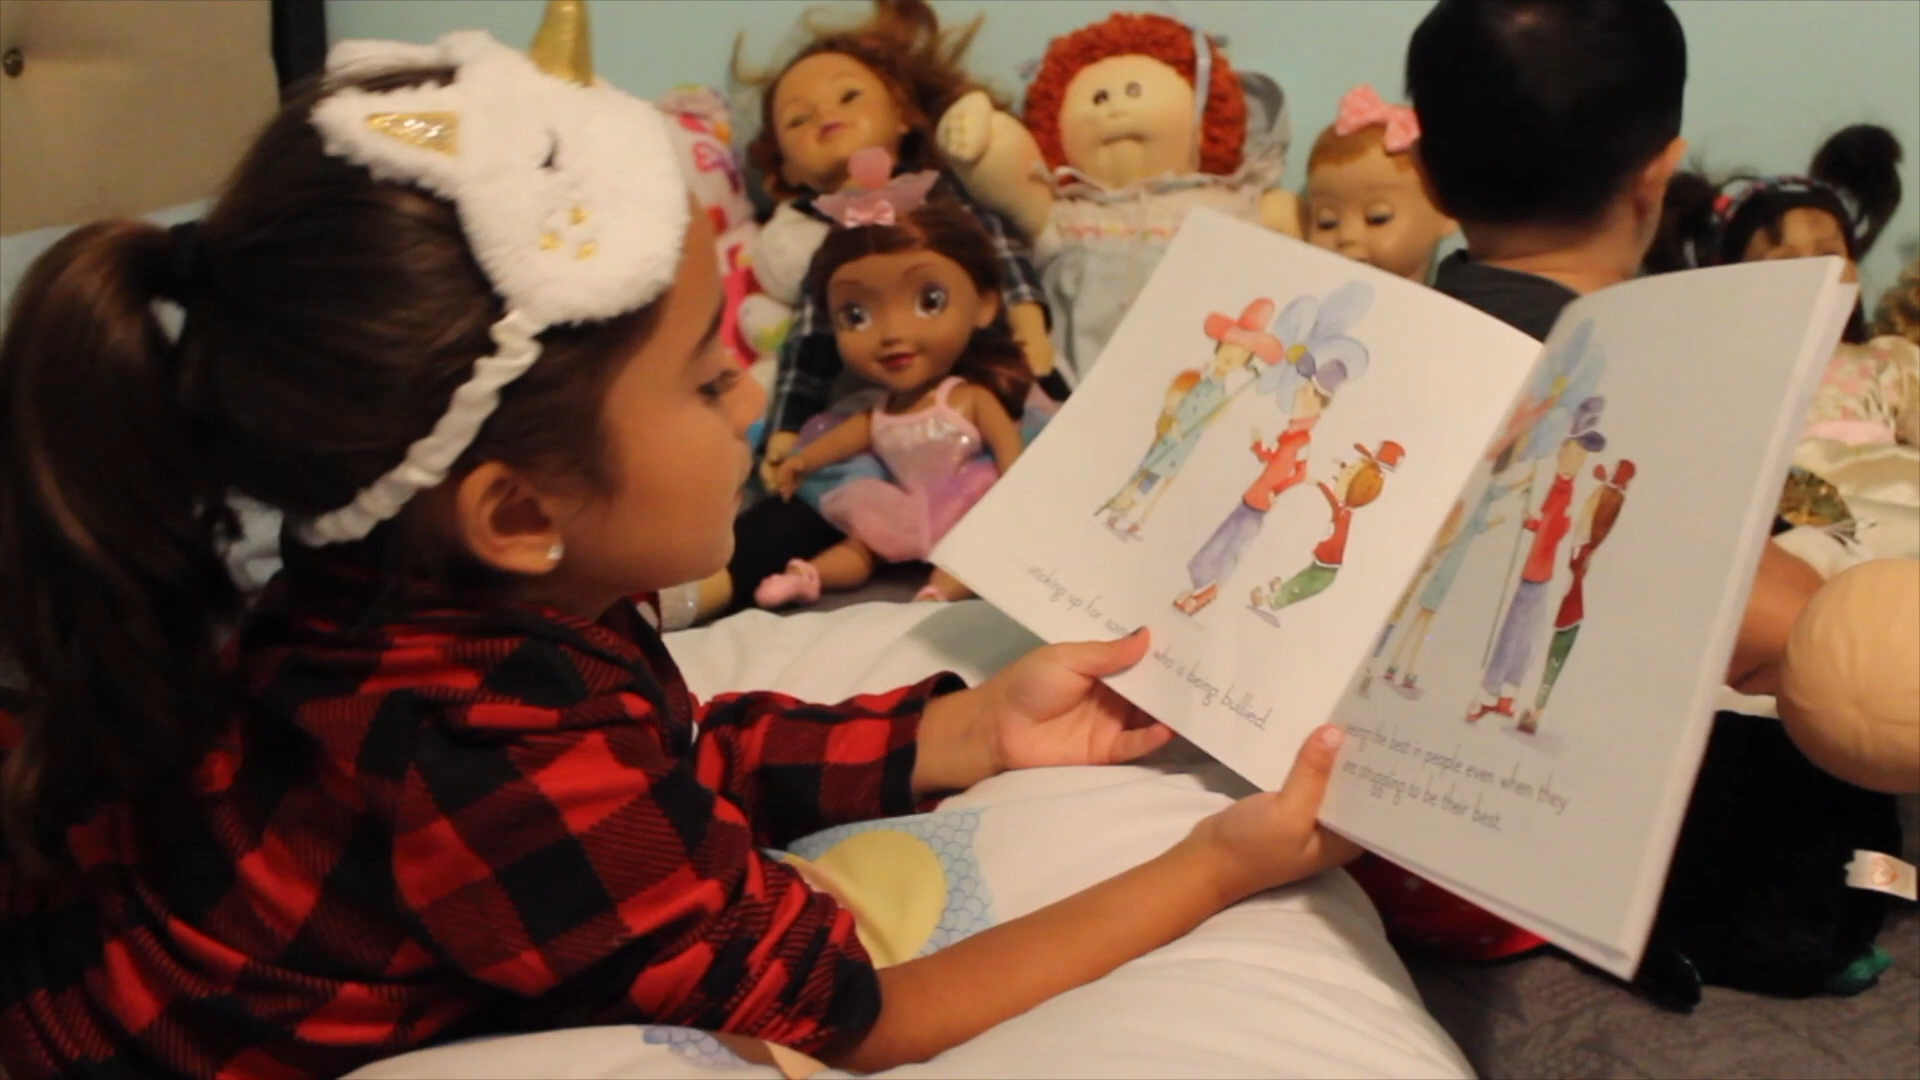 up for who is being bullied
seeing the best in people even when they
are struggling to be their best.